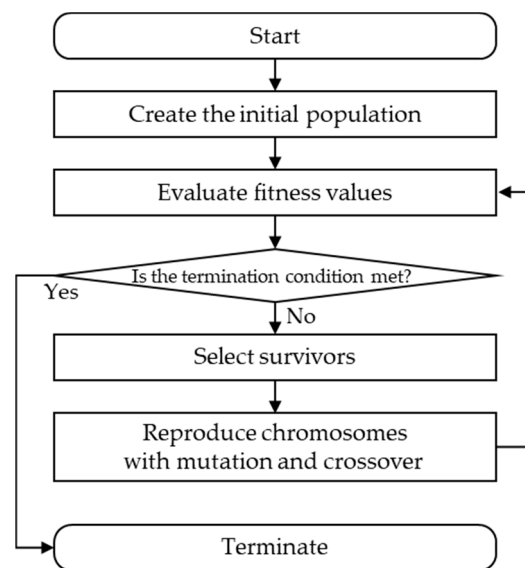 Start
Create the initial population
Evaluate fitness values
Is the termination condition met?
Yes
No
Select survivors
Reproduce chromosomes
with mutation and crossover
Terminate